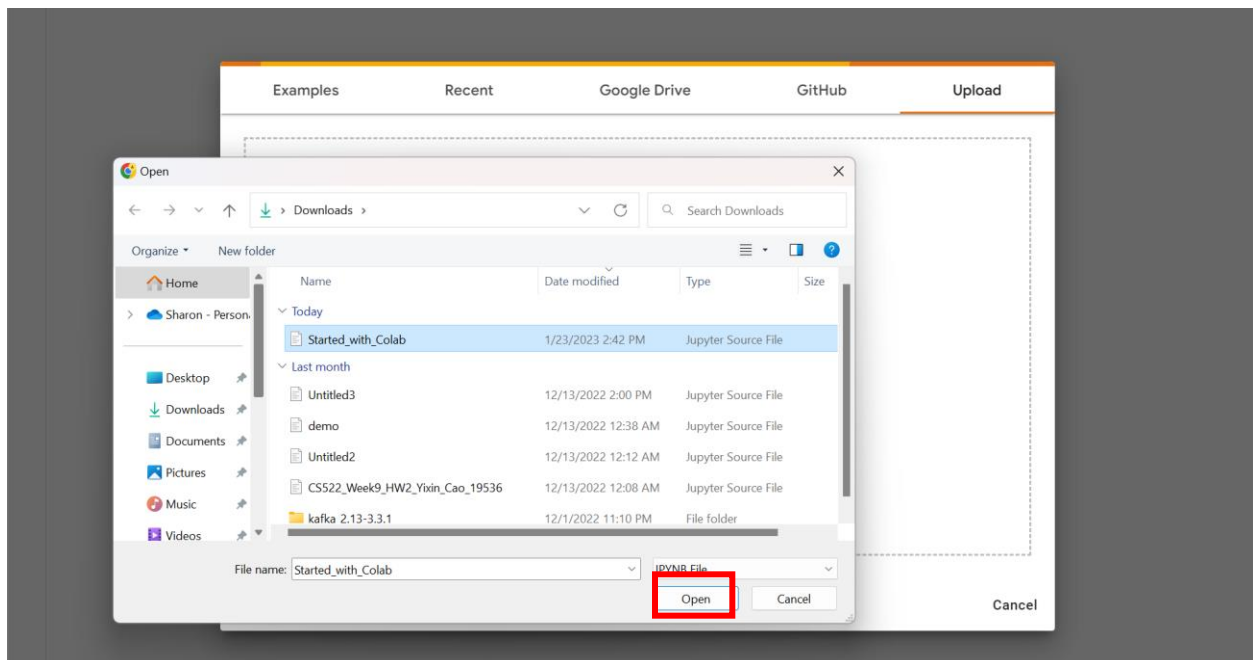 Examples Recent Google Drive GitHub Upload
Open
Downloads
Search Downloads
Organize New folder
Home
Sharon - Person
Desktop
Downloads
Documents
Pictures
Music
Videos
Name Date modified Type Size
Today
Started_with_Colab 1/23/2023 2:42 PM Jupyter Source File
Last month
Untitled3 12/13/2022 2:00 PM Jupyter Source File
demo 12/13/2022 12:38 AM Jupyter Source File
Untitled2 12/13/2022 12:12 AM Jupyter Source File
CS522_Week9_HW2_Yixin_Cao_19536 12/13/2022 12:08 AM Jupyter Source File
kafka 2.13-3.3.1 12/1/2022 11:10 PM File folder
File name: Started_with_Colab IPYNB File
Open Cancel
Cancel